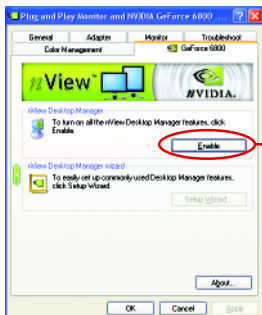 Plug and Play Monitor and NVIDIA GeForce 6800 ...
General Adapter Monitor Troubleshoot
Color Management GeForce 6800
nView
NVIDIA.
nView Desktop Manager
To turn on all the nView Desktop Manager features, click
Enable.
Enable
nView Desktop Manager wizard
To easily set up commonly used Desktop Manager features,
click Setup Wizard.
Setup Wizard...
About...
OK Cancel Apply